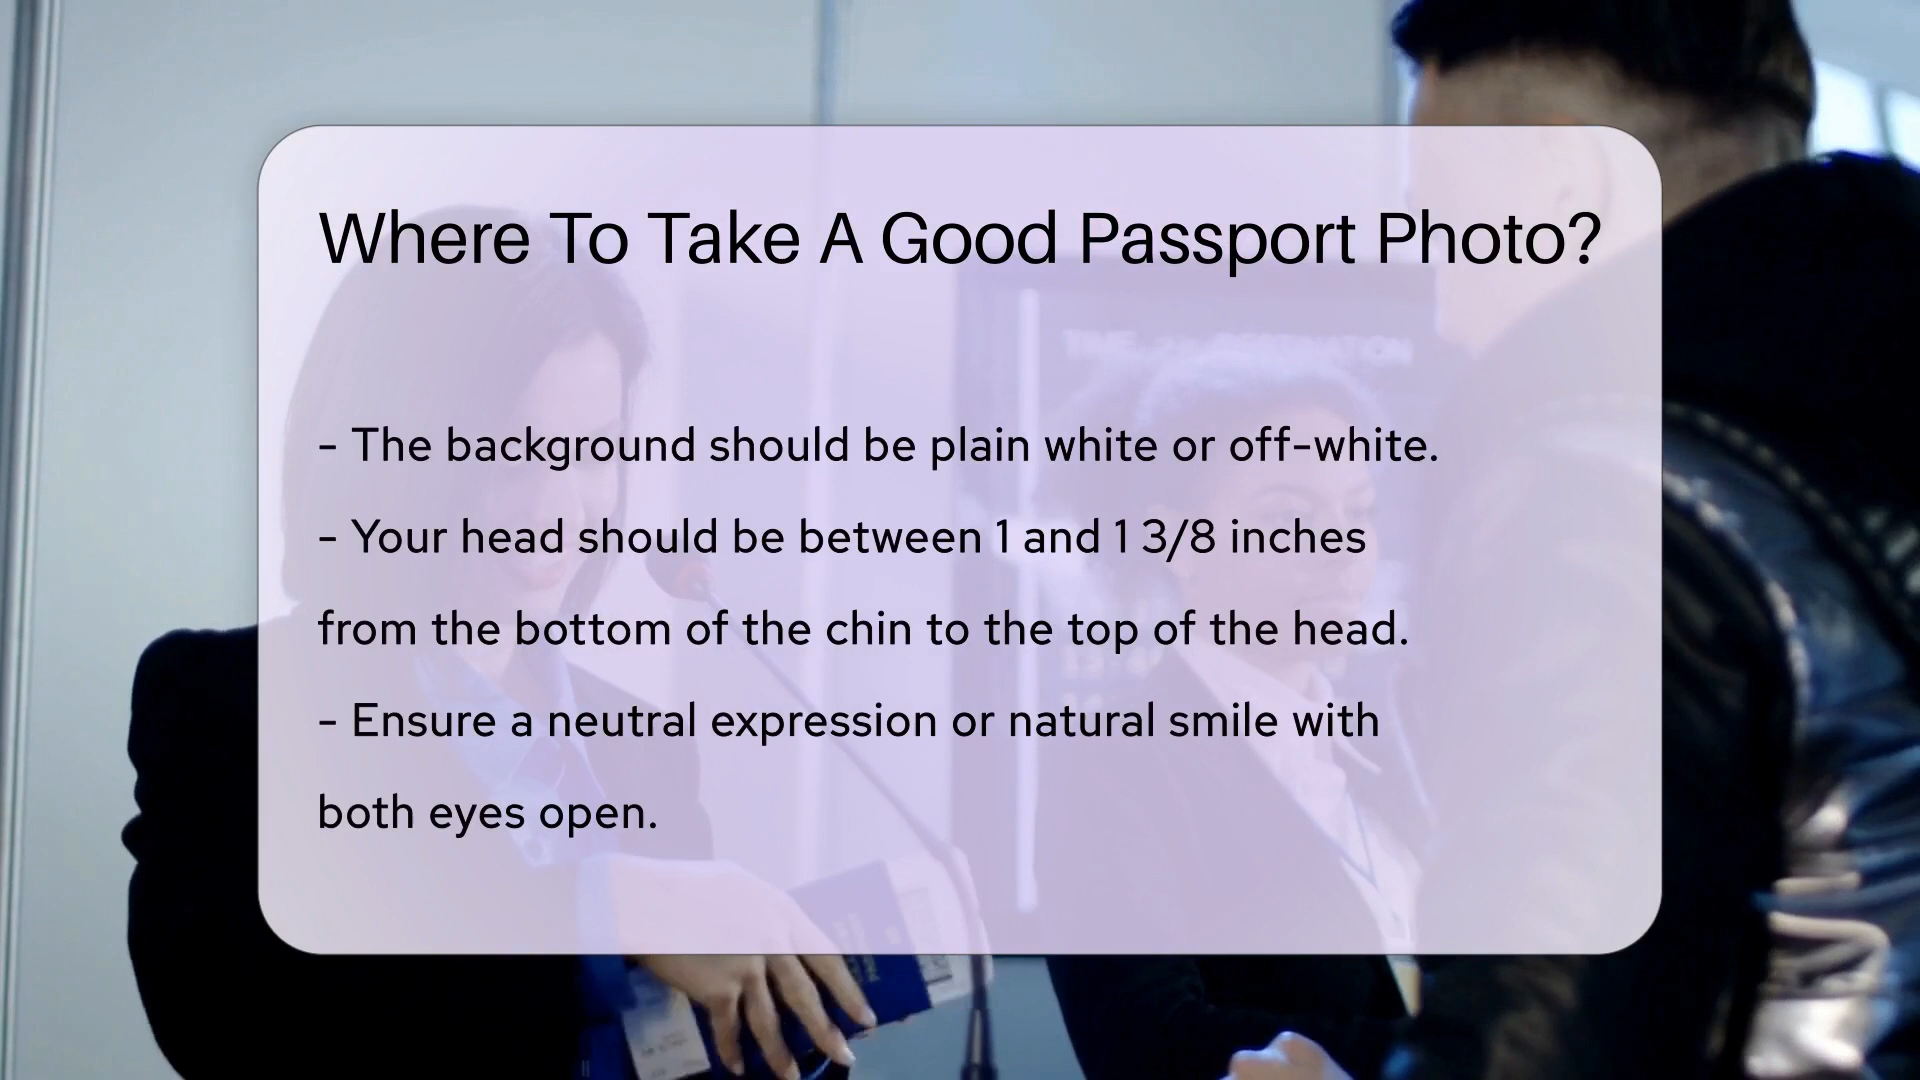 Where To Take A Good Passport Photo?
TIME DESTINATION
- The background should be plain white or off-white.
- Your head should be between 1 and 1 3/8 inches
from the bottom of the chin to the top of the head.
- Ensure a neutral expression or natural smile with
both eyes open.